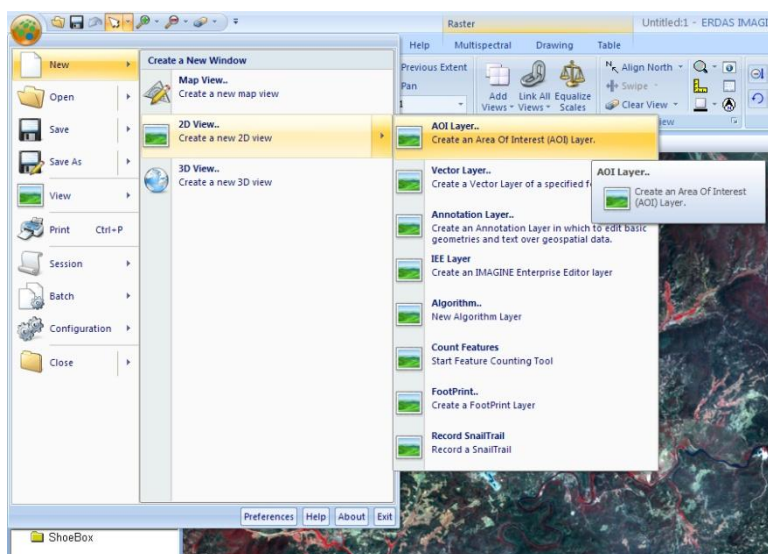 Raster
Untitled:1 - ERDAS IMAGI
Help Multispectral Drawing Table
Previous Extent
Pan
Add Views
Link All Views
Equalize Scales
Align North
Swipe
Clear View
New
Open
Save
Save As
View
Print Ctrl+P
Session
Batch
Configuration
Close
Create a New Window
Map View..
Create a new map view
2D View..
Create a new 2D view
3D View..
Create a new 3D view
AOI Layer..
Create an Area Of Interest (AOI) Layer.
Vector Layer..
Create a Vector Layer of a specified f
Annotation Layer..
Create an Annotation Layer in which to edit basic
geometries and text over geospatial data.
IEE Layer
Create an IMAGINE Enterprise Editor layer
Algorithm..
New Algorithm Layer
Count Features
Start Feature Counting Tool
FootPrint..
Create a FootPrint Layer
Record SnailTrail
Record a SnailTrail
AOI Layer..
Create an Area Of Interest
(AOI) Layer.
Preferences Help About Exit
ShoeBox